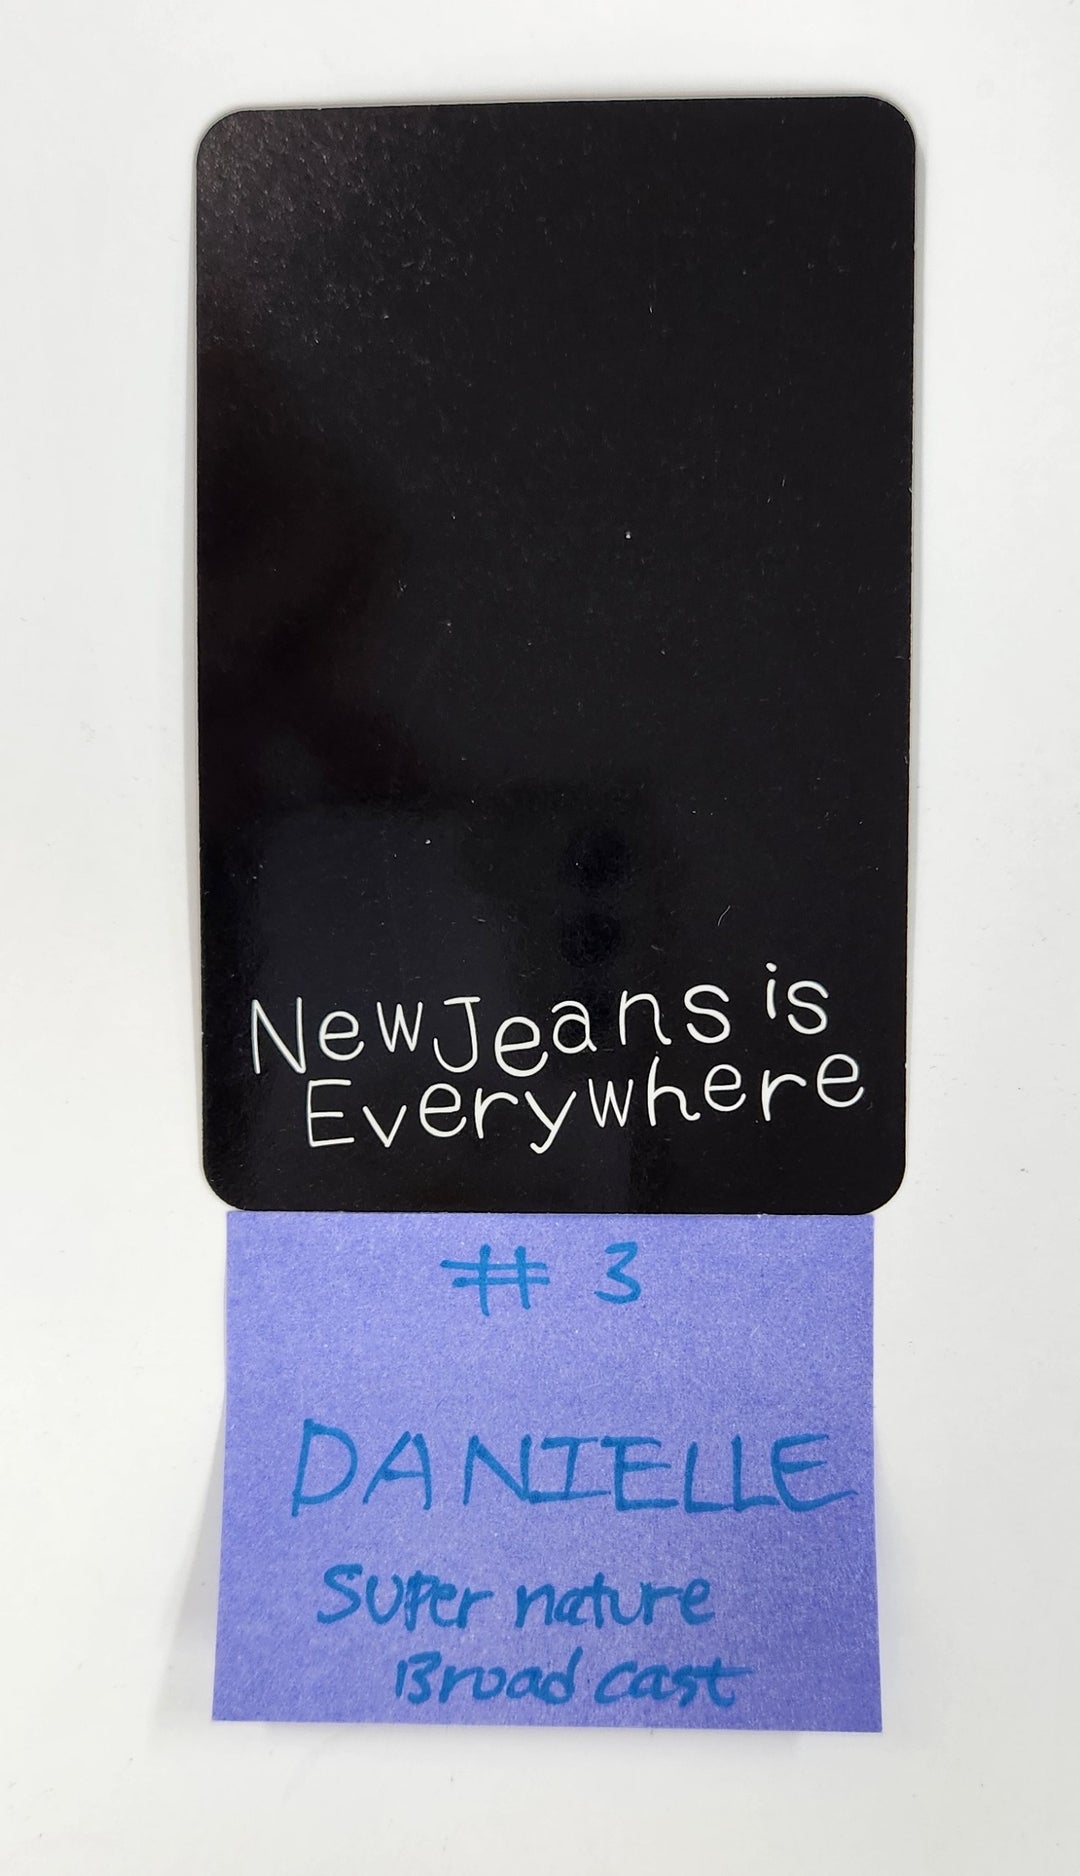 NewJeans is
Everywhere
# 3
DANIELLE
Super nature
Broad cast